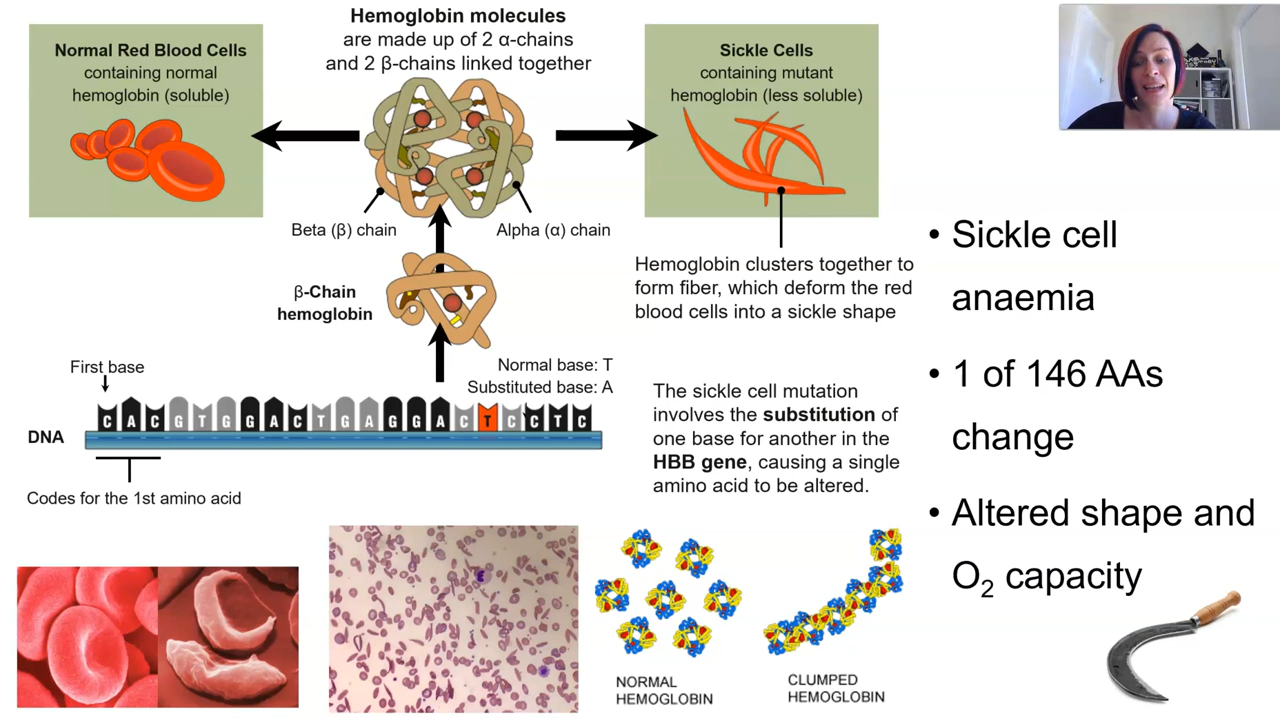 Hemoglobin molecules
are made up of 2 α-chains
and 2 β-chains linked together
Normal Red Blood Cells
containing normal
hemoglobin (soluble)
Sickle Cells
containing mutant
hemoglobin (less soluble)
Beta (β) chain
Alpha (α) chain
β-Chain
hemoglobin
Hemoglobin clusters together to
form fiber, which deform the red
blood cells into a sickle shape
First base
Normal base: T
Substituted base: A
DNA
C A C G T G G A C T G A G G A C T C C T C
Codes for the 1st amino acid
The sickle cell mutation
involves the substitution of
one base for another in the
HBB gene, causing a single
amino acid to be altered.
NORMAL
HEMOGLOBIN
CLUMPED
HEMOGLOBIN
• Sickle cell
anaemia
• 1 of 146 AAs
change
• Altered shape and
O₂ capacity